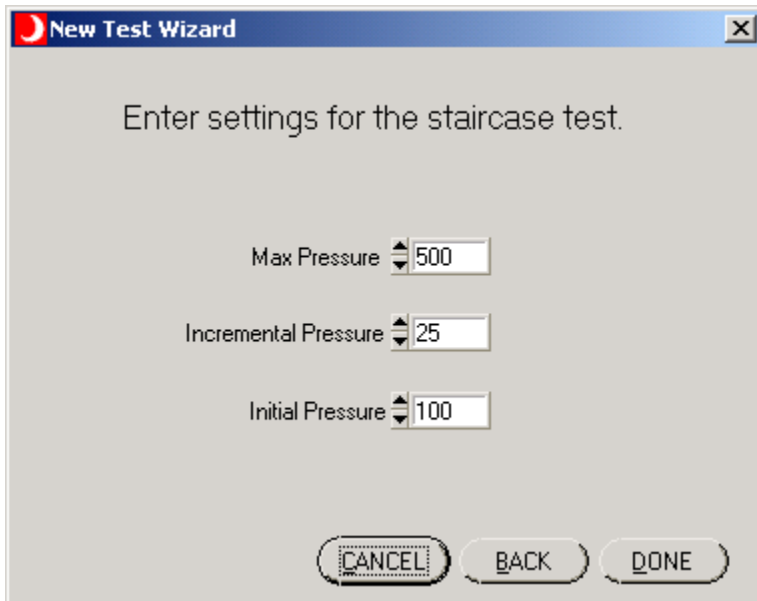 New Test Wizard
Enter settings for the staircase test.
Max Pressure 500
Incremental Pressure 25
Initial Pressure 100
CANCEL BACK DONE